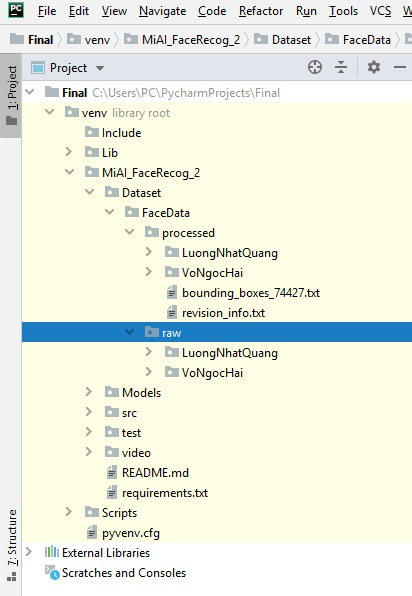 PC File Edit View Navigate Code Refactor Run Tools VCS W
Final venv MiAI_FaceRecog_2 Dataset FaceData
1: Project
Project
Final C:\Users\PC\PycharmProjects\Final
venv library root
Include
Lib
MiAI_FaceRecog_2
Dataset
FaceData
processed
LuongNhatQuang
VoNgocHai
bounding_boxes_74427.txt
revision_info.txt
raw
LuongNhatQuang
VoNgocHai
Models
src
test
video
README.md
requirements.txt
Scripts
pyvenv.cfg
External Libraries
Scratches and Consoles
7: Structure